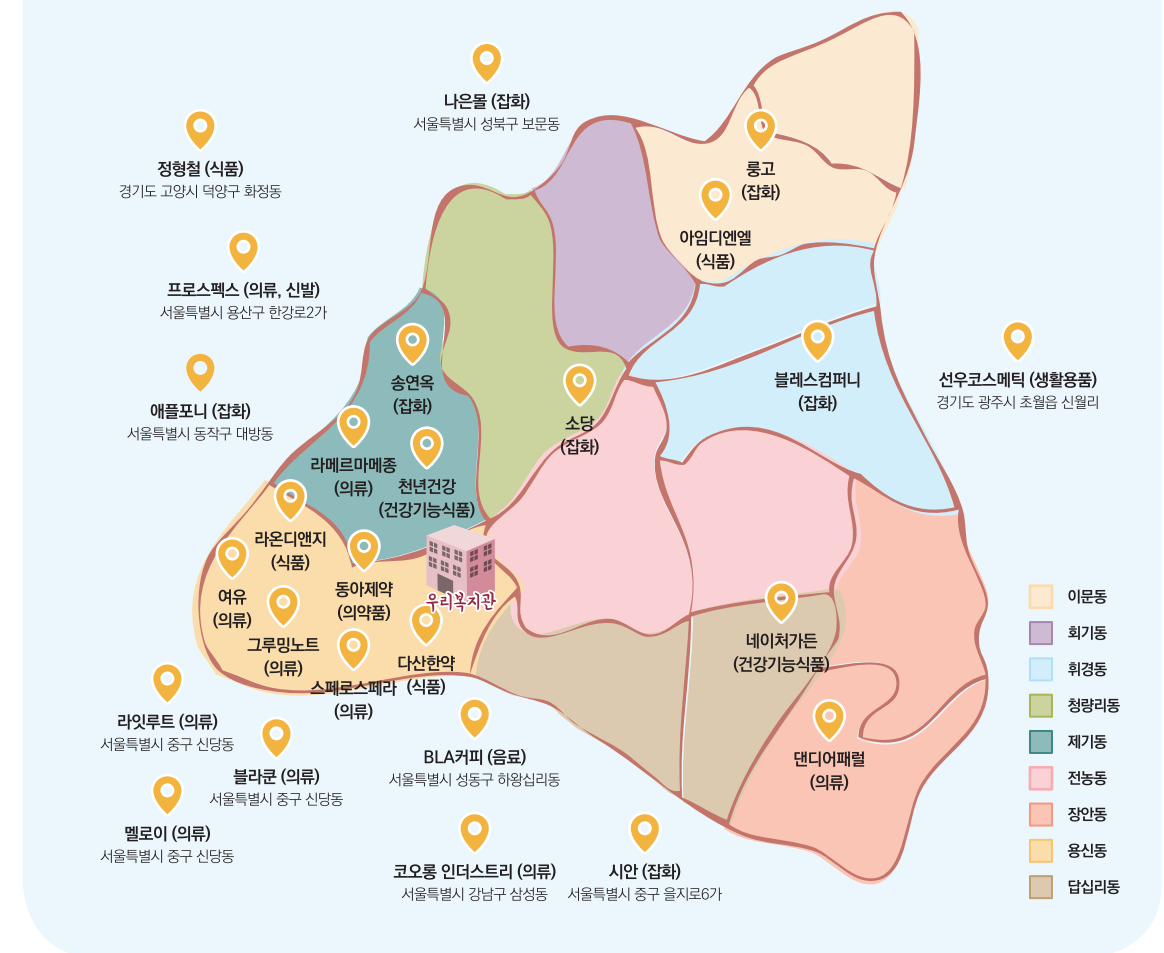 나은몰 (잡화)
서울특별시 성북구 보문동
정형철 (식품)
경기도 고양시 덕양구 화정동
룽고
(잡화)
아임디엔엘
(식품)
프로스펙스 (의류, 신발)
서울특별시 용산구 한강로2가
애플포니 (잡화)
서울특별시 동작구 대방동
송연옥
(잡화)
블레스컴퍼니
(잡화)
선우코스메틱 (생활용품)
경기도 광주시 초월읍 신월리
소당
(잡화)
라메르마메종
(의류)
천년건강
(건강기능식품)
라온디앤지
(식품)
여유
(의류)
동아제약
(의약품)
우리복지관
그루밍노트
(의류)
다산한약
(식품)
스페로스페라
(의류)
네이처가든
(건강기능식품)
댄디어패럴
(의류)
라잇루트 (의류)
서울특별시 중구 신당동
블라쿤 (의류)
서울특별시 중구 신당동
멜로이 (의류)
서울특별시 중구 신당동
BLA커피 (음료)
서울특별시 성동구 하왕십리동
코오롱 인더스트리 (의류)
서울특별시 강남구 삼성동
시안 (잡화)
서울특별시 중구 을지로6가
이문동
회기동
휘경동
청량리동
제기동
전농동
장안동
용신동
답십리동